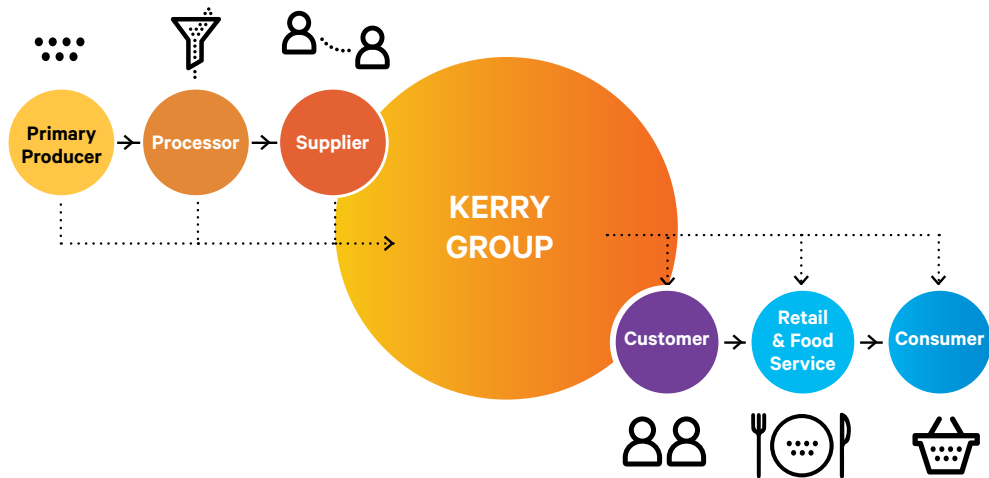 Primary
Producer
Processor
Supplier
KERRY
GROUP
Customer
Retail
& Food
Service
Consumer